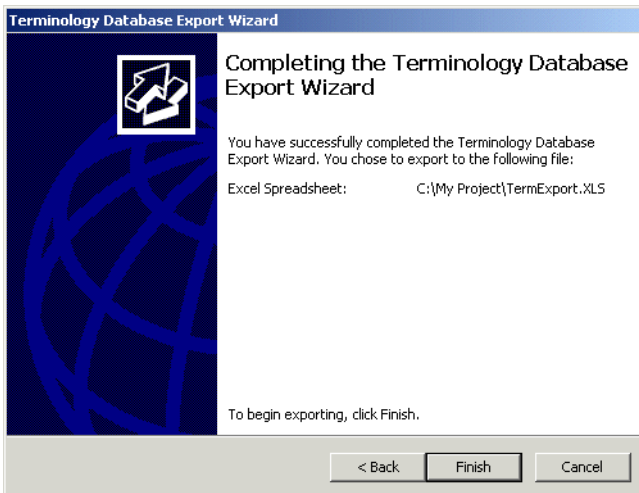 Terminology Database Export Wizard
Completing the Terminology Database
Export Wizard
You have successfully completed the Terminology Database
Export Wizard. You chose to export to the following file:
Excel Spreadsheet: C:\My Project\TermExport.XLS
To begin exporting, click Finish.
< Back Finish Cancel